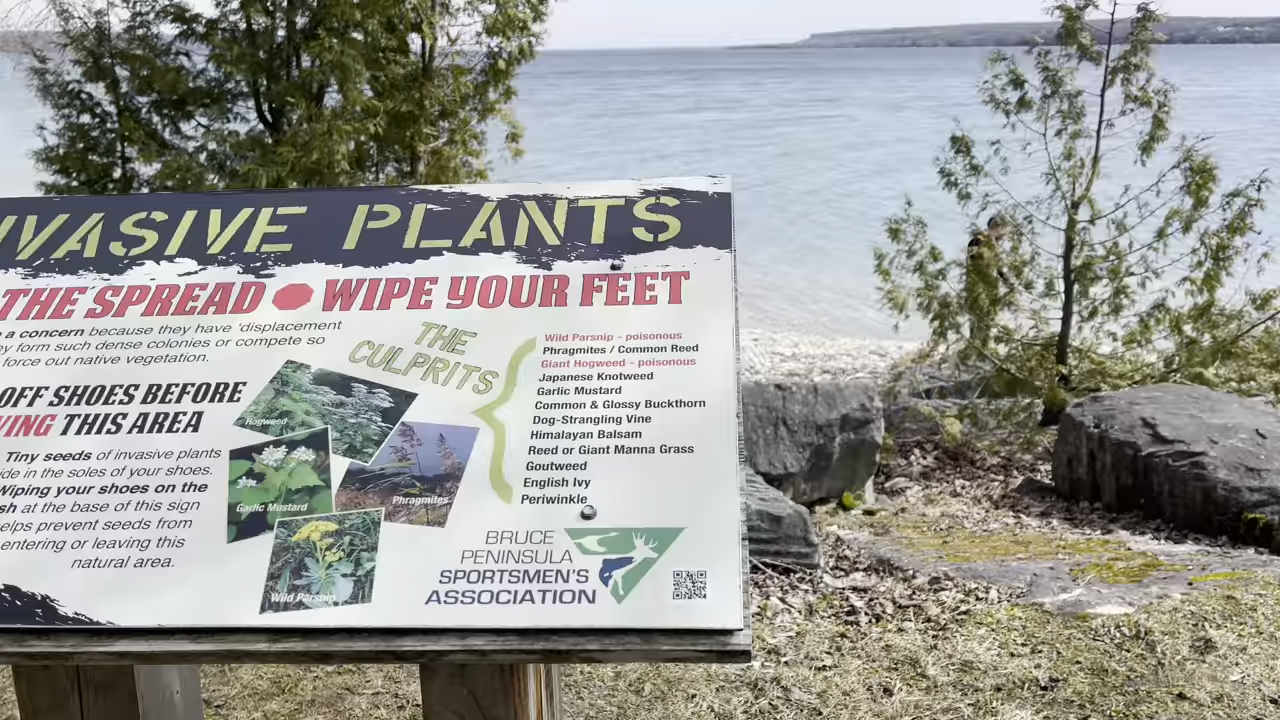 INVASIVE PLANTS
THE SPREAD WIPE YOUR FEET
a concern because they have 'displacement
form such dense colonies or compete so
force out native vegetation.
OFF SHOES BEFORE
THIS AREA
Tiny seeds of invasive plants
in the soles of your shoes.
Wiping your shoes on the
at the base of this sign
helps prevent seeds from
entering or leaving this
natural area.
THE
CULPRITS
Hogweed
Garlic Mustard
Phragmites
Wild Parsnip
Wild Parsnip - poisonous
Phragmites / Common Reed
Giant Hogweed - poisonous
Japanese Knotweed
Garlic Mustard
Common & Glossy Buckthorn
Dog-Strangling Vine
Himalayan Balsam
Reed or Giant Manna Grass
Goutweed
English Ivy
Periwinkle
BRUCE
PENINSULA
SPORTSMEN'S
ASSOCIATION